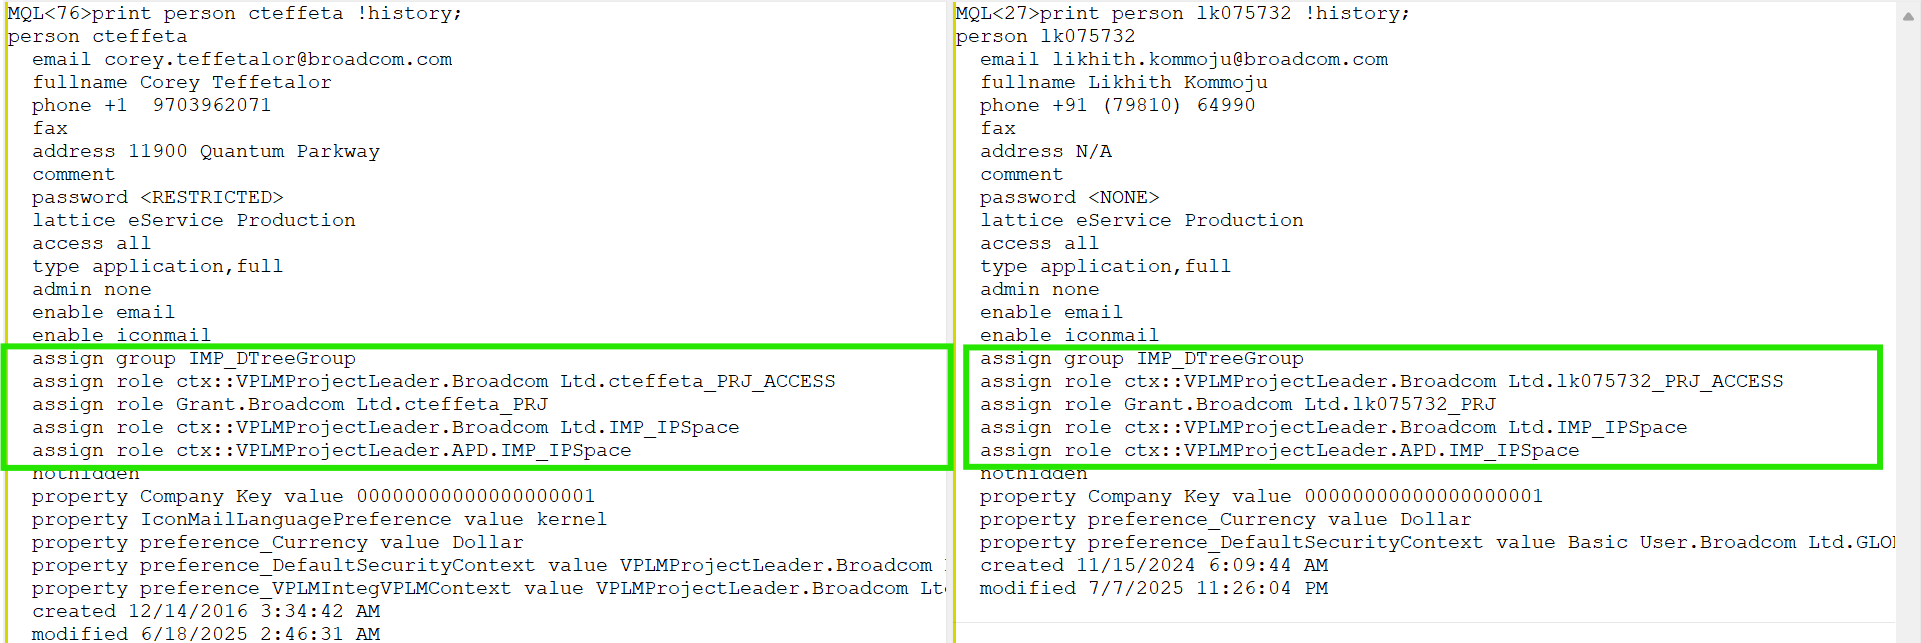 MQL<76>print person cteffeta !history;
person cteffeta
email corey.teffetalor@broadcom.com
fullname Corey Teffetalor
phone +1  9703962071
fax
address 11900 Quantum Parkway
comment
password <RESTRICTED>
lattice eService Production
access all
type application,full
admin none
enable email
enable iconmail
assign group IMP_DTreeGroup
assign role ctx::VPLMProjectLeader.Broadcom Ltd.cteffeta_PRJ_ACCESS
assign role Grant.Broadcom Ltd.cteffeta_PRJ
assign role ctx::VPLMProjectLeader.Broadcom Ltd.IMP_IPSpace
assign role ctx::VPLMProjectLeader.APD.IMP_IPSpace
nothidden
property Company Key value 00000000000000000001
property IconMailLanguagePreference value kernel
property preference_Currency value Dollar
property preference_DefaultSecurityContext value VPLMProjectLeader.Broadcom
property preference_VPLMIntegVPLMContext value VPLMProjectLeader.Broadcom Lt
created 12/14/2016 3:34:42 AM
modified 6/18/2025 2:46:31 AM
MQL<27>print person lk075732 !history;
person lk075732
email likhith.kommoju@broadcom.com
fullname Likhith Kommoju
phone +91 (79810) 64990
fax
address N/A
comment
password <NONE>
lattice eService Production
access all
type application,full
admin none
enable email
enable iconmail
assign group IMP_DTreeGroup
assign role ctx::VPLMProjectLeader.Broadcom Ltd.lk075732_PRJ_ACCESS
assign role Grant.Broadcom Ltd.lk075732_PRJ
assign role ctx::VPLMProjectLeader.Broadcom Ltd.IMP_IPSpace
assign role ctx::VPLMProjectLeader.APD.IMP_IPSpace
nothidden
property Company Key value 00000000000000000001
property preference_Currency value Dollar
property preference_DefaultSecurityContext value Basic User.Broadcom Ltd.GLO
created 11/15/2024 6:09:44 AM
modified 7/7/2025 11:26:04 PM